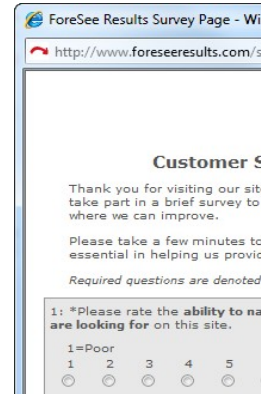 ForeSee Results Survey Page - Wi
http://www.foreseeresults.com/s
Customer S
Thank you for visiting our site
take part in a brief survey to
where we can improve.
Please take a few minutes to
essential in helping us provid
Required questions are denoted
1: *Please rate the ability to na
are looking for on this site.
1=Poor
1 2 3 4 5